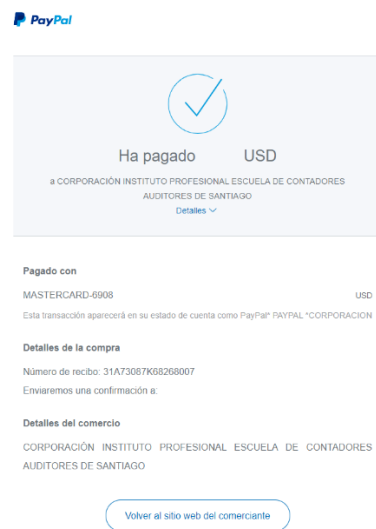 PayPal
Ha pagado USD
a CORPORACIÓN INSTITUTO PROFESIONAL ESCUELA DE CONTADORES
AUDITORES DE SANTIAGO
Detalles
Pagado con
MASTERCARD-6908 USD
Esta transacción aparecerá en su estado de cuenta como PayPal* PAYPAL *CORPORACION
Detalles de la compra
Número de recibo: 31A73087K68268007
Enviaremos una confirmación a:
Detalles del comercio
CORPORACIÓN INSTITUTO PROFESIONAL ESCUELA DE CONTADORES
AUDITORES DE SANTIAGO
Volver al sitio web del comerciante